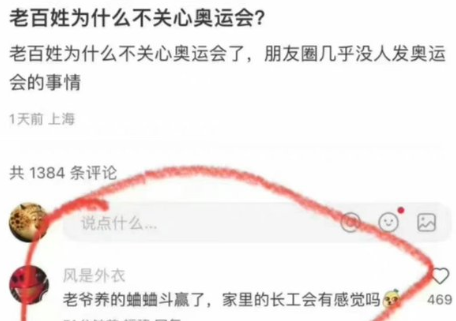 老百姓为什么不关心奥运会？
老百姓为什么不关心奥运会了，朋友圈几乎没人发奥运
会的事情
1天前 上海
共 1384 条评论
说点什么...
风是外衣
老爷养的蛐蛐斗赢了，家里的长工会有感觉吗
469